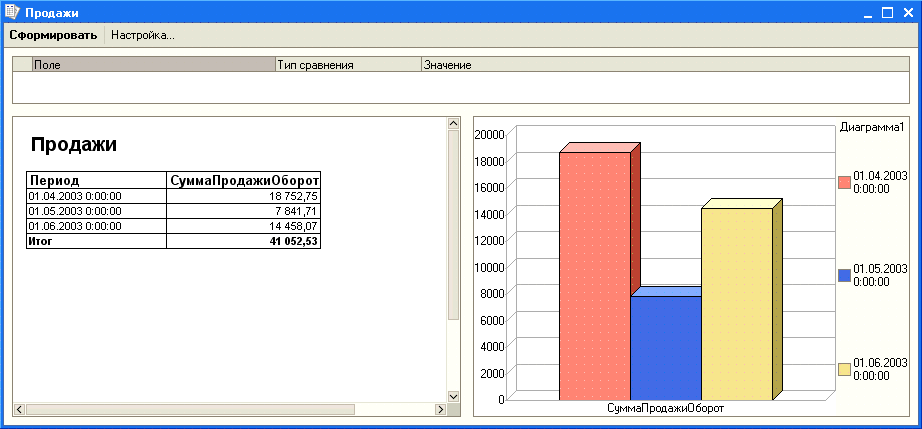 Продажи
Сформировать Настройка...
Поле Тип сравнения Значение
Продажи
Период СуммаПродажиОборот
01.04.2003 0:00:00 18 752,75
01.05.2003 0:00:00 7 841,71
01.06.2003 0:00:00 14 458,07
Итог 41 052,53
Диаграмма1
20000
18000
16000
14000
12000
10000
8000
6000
4000
2000
0
СуммаПродажиОборот
01.04.2003
0:00:00
01.05.2003
0:00:00
01.06.2003
0:00:00